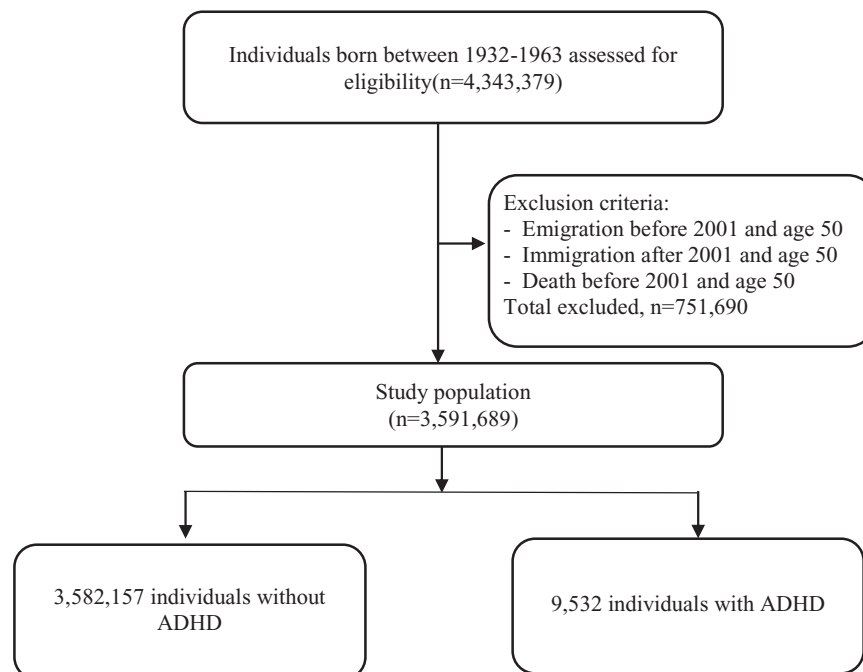 Individuals born between 1932-1963 assessed for
eligibility(n=4,343,379)
Exclusion criteria:
- Emigration before 2001 and age 50
- Immigration after 2001 and age 50
- Death before 2001 and age 50
Total excluded, n=751,690
Study population
(n=3,591,689)
3,582,157 individuals without
ADHD
9,532 individuals with ADHD